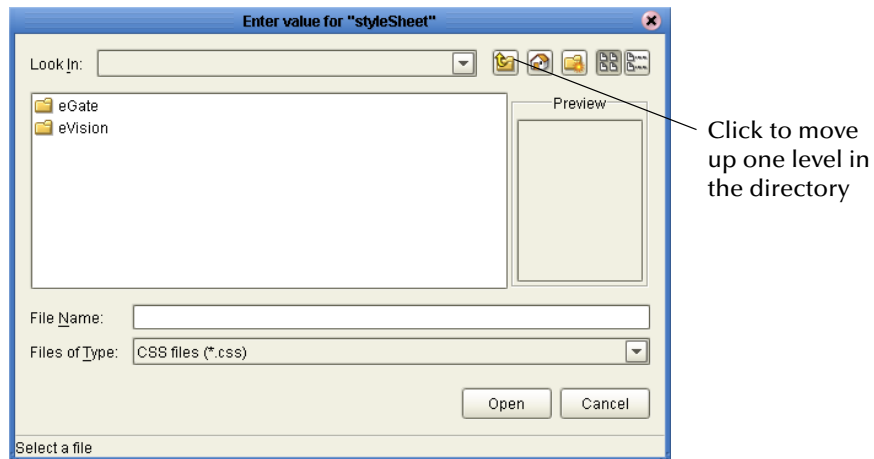 Enter value for "styleSheet"
Look In:
eGate
eVision
Preview
Click to move
up one level in
the directory
File Name:
Files of Type: CSS files (*.css)
Open Cancel
Select a file